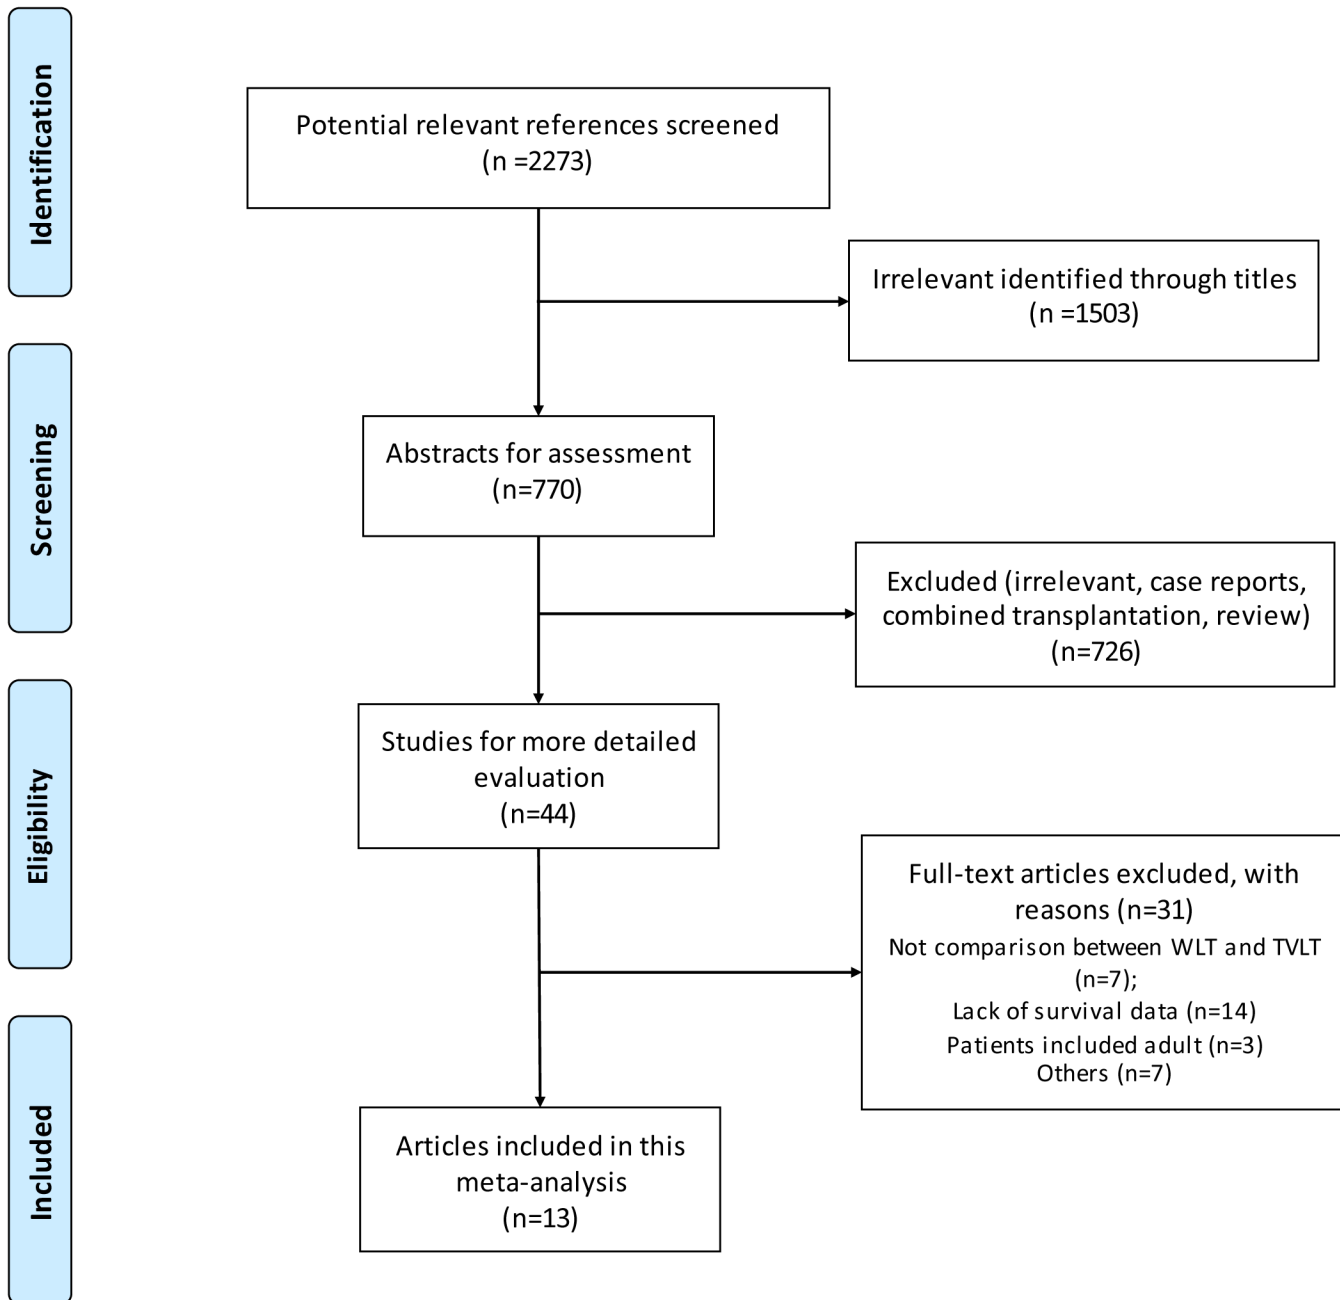 Identification
Potential relevant references screened
(n =2273)
Irrelevant identified through titles
(n =1503)
Screening
Abstracts for assessment
(n=770)
Excluded (irrelevant, case reports,
combined transplantation, review)
(n=726)
Eligibility
Studies for more detailed
evaluation
(n=44)
Full-text articles excluded, with
reasons (n=31)
Not comparison between WLT and TVLT
(n=7);
Lack of survival data (n=14)
Patients included adult (n=3)
Others (n=7)
Included
Articles included in this
meta-analysis
(n=13)